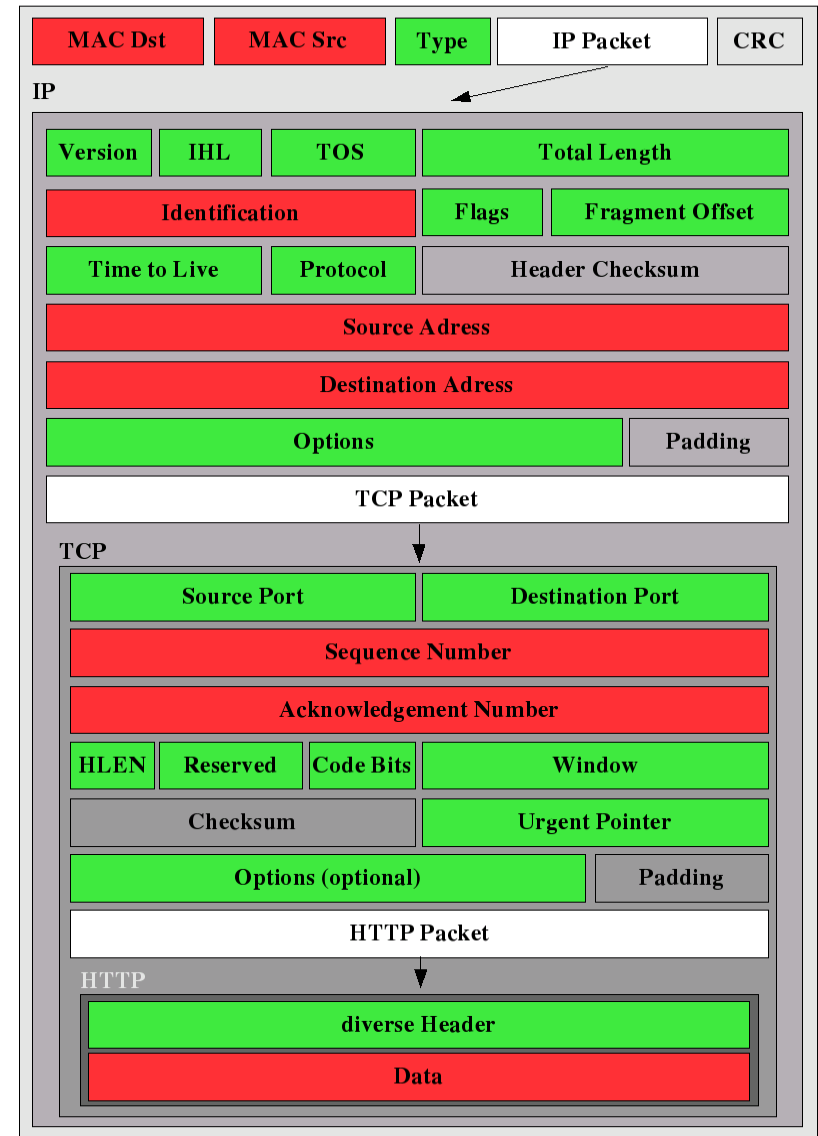 MAC Dst MAC Src Type IP Packet CRC
IP
Version IHL TOS Total Length
Identification Flags Fragment Offset
Time to Live Protocol Header Checksum
Source Adress
Destination Adress
Options Padding
TCP Packet
TCP
Source Port Destination Port
Sequence Number
Acknowledgement Number
HLEN Reserved Code Bits Window
Checksum Urgent Pointer
Options (optional) Padding
HTTP Packet
HTTP
diverse Header
Data